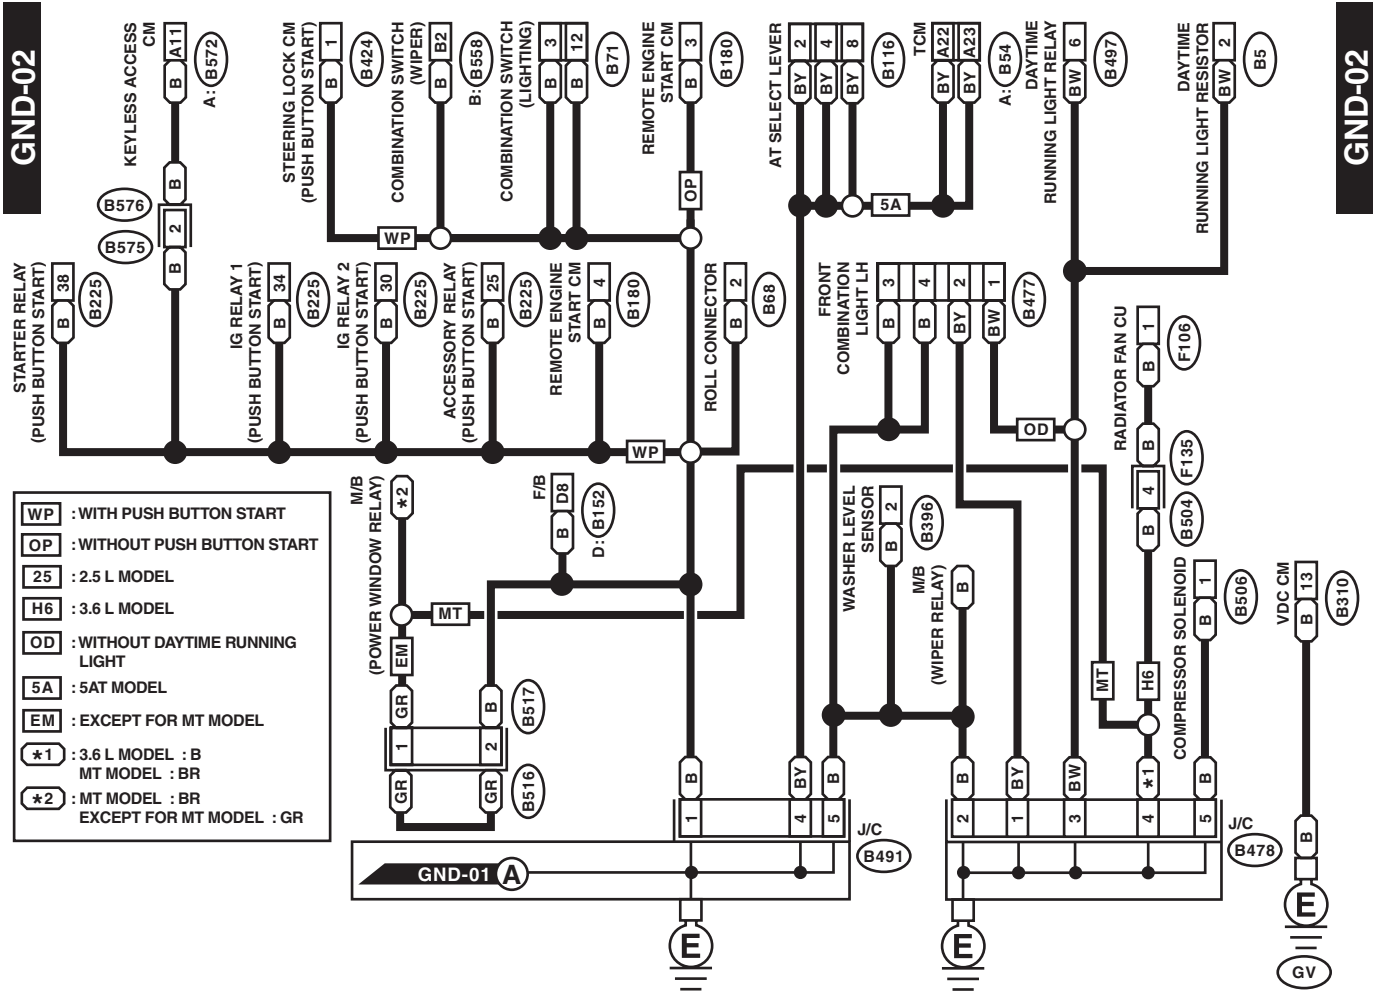 GND-02
GND-02
KEYLESS ACCESS
CM
A11
B
A: B572
B
B576
2
B575
B
STEERING LOCK CM
(PUSH BUTTON START)
1
B
B424
COMBINATION SWITCH
(WIPER)
B2
B
B: B558
COMBINATION SWITCH
(LIGHTING)
3
12
B
B
B71
REMOTE ENGINE
START CM
3
B
B180
OP
WP
AT SELECT LEVER
2
4
8
BY
BY
BY
B116
5A
TCM
A22
A23
BY
BY
A: B54
DAYTIME
RUNNING LIGHT RELAY
6
BW
B497
DAYTIME
RUNNING LIGHT RESISTOR
2
BW
B5
STARTER RELAY
(PUSH BUTTON START)
38
B
B225
IG RELAY 1
(PUSH BUTTON START)
34
B
B225
IG RELAY 2
(PUSH BUTTON START)
30
B
B225
ACCESSORY RELAY
(PUSH BUTTON START)
25
B
B225
REMOTE ENGINE
START CM
4
B
B180
ROLL CONNECTOR
2
B
B68
WP
FRONT
COMBINATION
LIGHT LH
3
4
2
1
B
B
BY
BW
B477
OD
RADIATOR FAN CU
1
B
F106
B
F135
4
B504
B
WP : WITH PUSH BUTTON START
OP : WITHOUT PUSH BUTTON START
25 : 2.5 L MODEL
H6 : 3.6 L MODEL
OD : WITHOUT DAYTIME RUNNING
LIGHT
5A : 5AT MODEL
EM : EXCEPT FOR MT MODEL
*1 : 3.6 L MODEL : B
MT MODEL : BR
*2 : MT MODEL : BR
EXCEPT FOR MT MODEL : GR
M/B
(POWER WINDOW RELAY)
*2
MT
EM
GR
B
B517
1
2
GR
GR
B516
F/B
D8
B
D: B152
WASHER LEVEL
SENSOR
2
B
B396
M/B
(WIPER RELAY)
B
MT
H6
COMPRESSOR SOLENOID
1
B
B506
VDC CM
13
B
B310
B
BY
B
1
4
5
J/C
B491
GND-01 A
E
B
BY
BW
*1
B
2
1
3
4
5
J/C
B478
E
B
E
GV